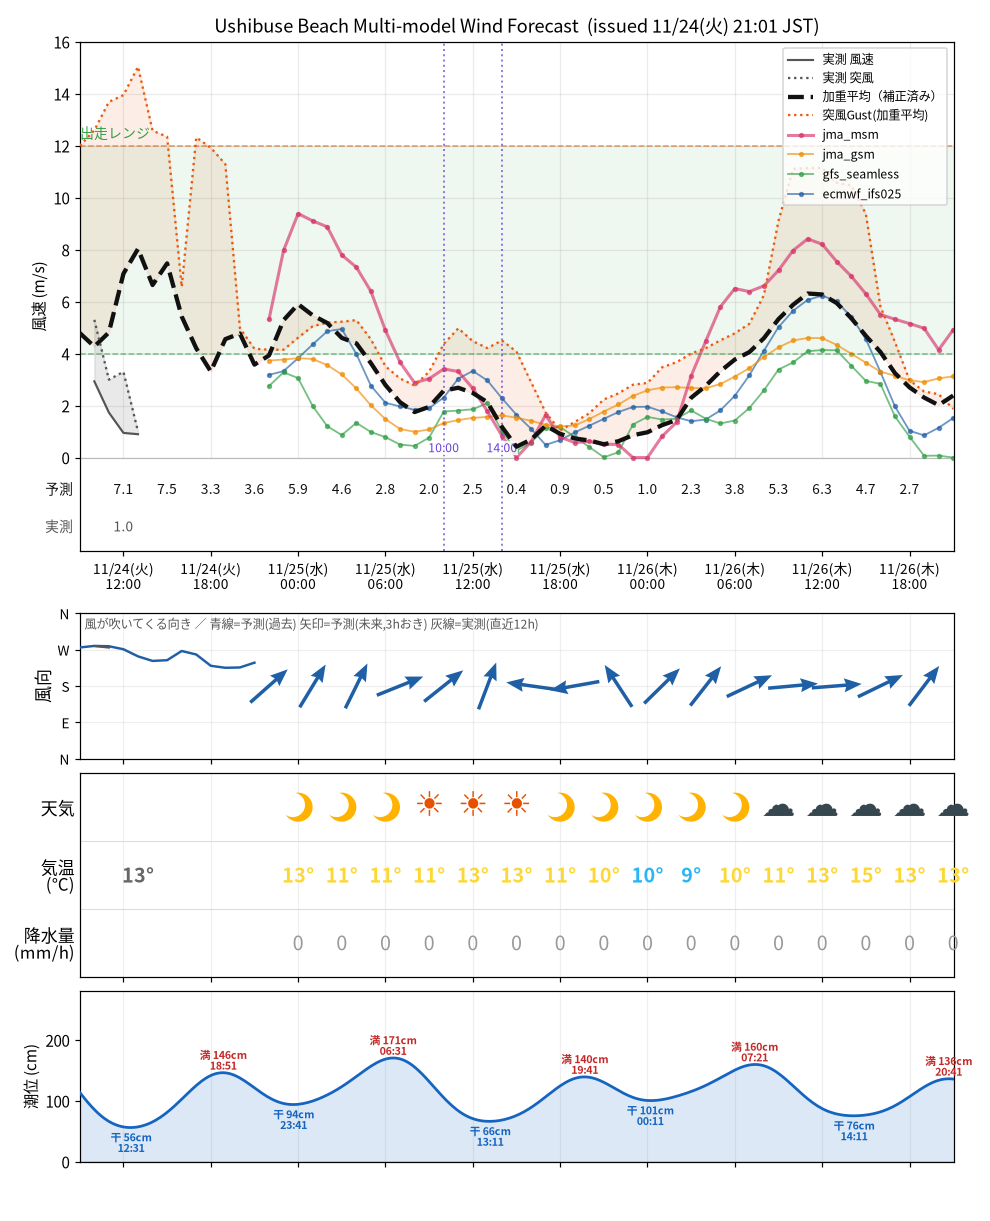 Ushibuse Beach Multi-model Wind Forecast (issued 11/24(火) 21:01 JST)
16
14
12
10
8
6
4
2
0
風速 (m/s)
出走レンジ
実測 風速
実測 突風
加重平均（補正済み）
突風Gust(加重平均)
jma_msm
jma_gsm
gfs_seamless
ecmwf_ifs025
10:00
14:00
予測 7.1 7.5 3.3 3.6 5.9 4.6 2.8 2.0 2.5 0.4 0.9 0.5 1.0 2.3 3.8 5.3 6.3 4.7 2.7
実測 1.0
11/24(火) 11/24(火) 11/25(水) 11/25(水) 11/25(水) 11/25(水) 11/26(木) 11/26(木) 11/26(木) 11/26(木)
12:00 18:00 00:00 06:00 12:00 18:00 00:00 06:00 12:00 18:00
風が吹いてくる向き ／ 青線=予測(過去) 矢印=予測(未来,3hおき) 灰線=実測(直近12h)
N
W
S
E
N
風向
天気
気温
(℃)
13° 13° 11° 11° 11° 13° 13° 11° 10° 10° 9° 10° 11° 13° 15° 13° 13°
降水量
(mm/h)
0 0 0 0 0 0 0 0 0 0 0 0 0 0 0 0
潮位 (cm)
200
100
0
満 146cm
18:51
満 171cm
06:31
満 140cm
19:41
満 160cm
07:21
満 136cm
20:41
干 56cm
12:31
干 94cm
23:41
干 66cm
13:11
干 101cm
00:11
干 76cm
14:11